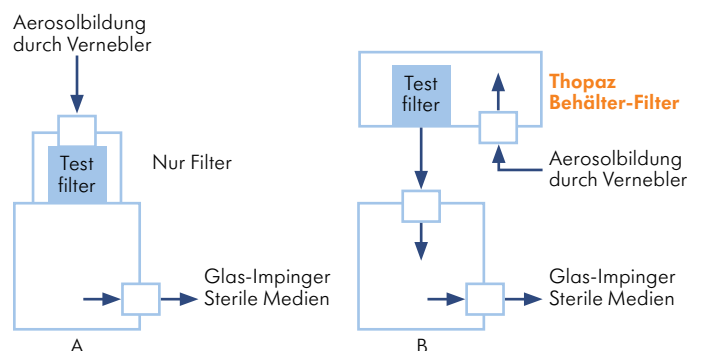 Aerosolbildung
durch Vernebler
Test
filter
Nur Filter
Glas-Impinger
Sterile Medien
A
Test
filter
Thopaz
Behälter-Filter
Aerosolbildung
durch Vernebler
Glas-Impinger
Sterile Medien
B